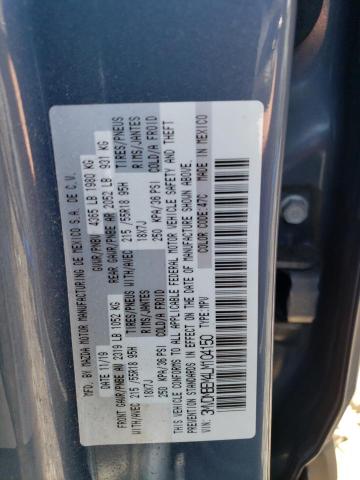 MFD. BY MAZDA MOTOR MANUFACTURING DE MEXICO S.A. DE C.V.
DATE 11/19 GVWR/PNBV 4365 LB 1980 KG
FRONT GAWR/PNBE AV 2319 LB 1052 KG REAR GAWR/PNBE AR 2052 LB 931 KG
TIRES/PNEUS TIRES/PNEUS
WITH/AVEC 215 /55R18 95H WITH/AVEC 215 /55R18 95H
RIMS/JANTES RIMS/JANTES
18X7J 18X7J
COLD/A FROID COLD/A FROID
250 KPA/36 PSI 250 KPA/36 PSI
THIS VEHICLE CONFORMS TO ALL APPLICABLE FEDERAL MOTOR VEHICLE SAFETY AND THEFT
PREVENTION STANDARDS IN EFFECT ON THE DATE OF MANUFACTURE SHOWN ABOVE.
COLOR CODE: 47C MADE IN MEXICO
VIN: TYPE:MPV